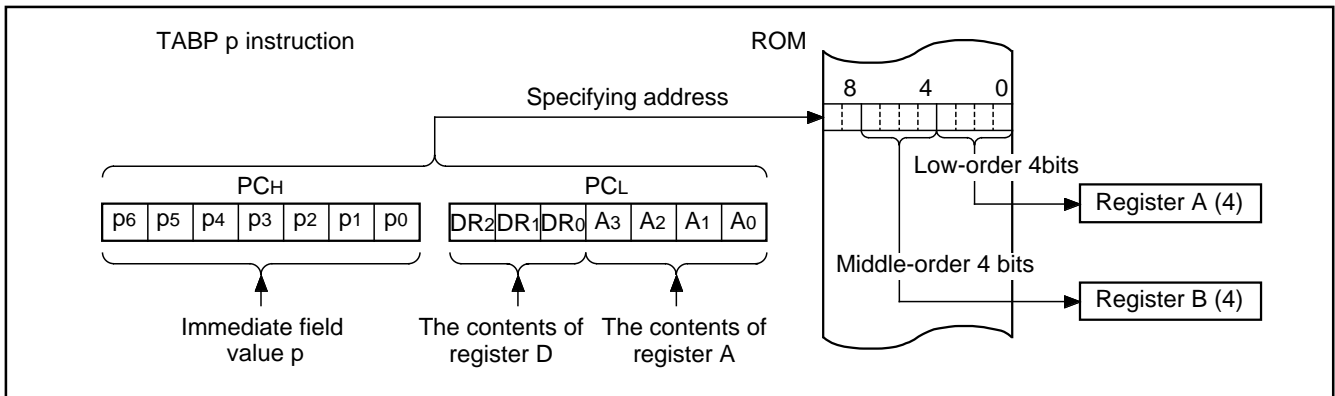 TABP p instruction
ROM
8 4 0
Specifying address
Low-order 4bits
PCH PCL
p6 p5 p4 p3 p2 p1 p0 DR2 DR1 DR0 A3 A2 A1 A0
Register A (4)
Middle-order 4 bits
Register B (4)
Immediate field
value p
The contents of
register D
The contents of
register A